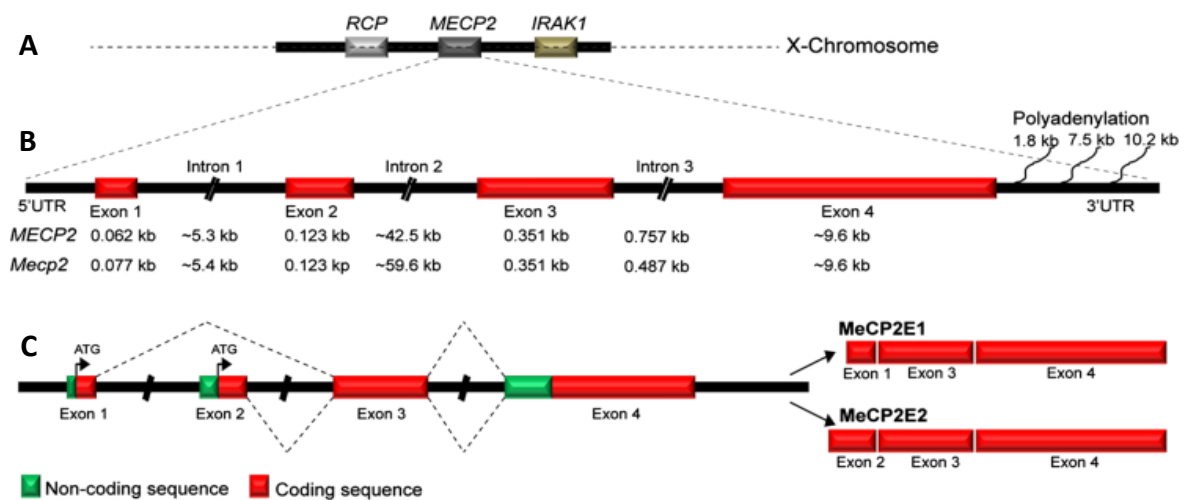 RCP MECP2 IRAK1
A X-Chromosome
Polyadenylation
B 1.8 kb 7.5 kb 10.2 kb
Intron 1 Intron 2 Intron 3
5'UTR Exon 1 Exon 2 Exon 3 Exon 4 3'UTR
MECP2 0.062 kb ~5.3 kb 0.123 kb ~42.5 kb 0.351 kb 0.757 kb ~9.6 kb
Mecp2 0.077 kb ~5.4 kb 0.123 kp ~59.6 kb 0.351 kb 0.487 kb ~9.6 kb
C ATG ATG
Exon 1 Exon 2 Exon 3 Exon 4
MeCP2E1
Exon 1 Exon 3 Exon 4
MeCP2E2
Exon 2 Exon 3 Exon 4
Non-coding sequence Coding sequence